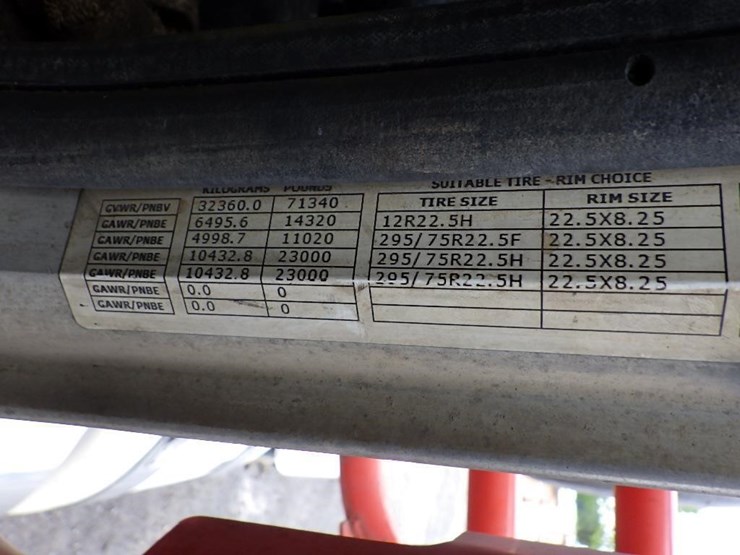 KILOGRAMS POUNDS SUITABLE TIRE - RIM CHOICE
GVWR/PNBV 32360.0 71340 TIRE SIZE RIM SIZE
GAWR/PNBE 6495.6 14320 12R22.5H 22.5X8.25
GAWR/PNBE 4998.7 11020 295/75R22.5F 22.5X8.25
GAWR/PNBE 10432.8 23000 295/75R22.5H 22.5X8.25
GAWR/PNBE 10432.8 23000 295/75R22.5H 22.5X8.25
GAWR/PNBE 0.0 0
GAWR/PNBE 0.0 0